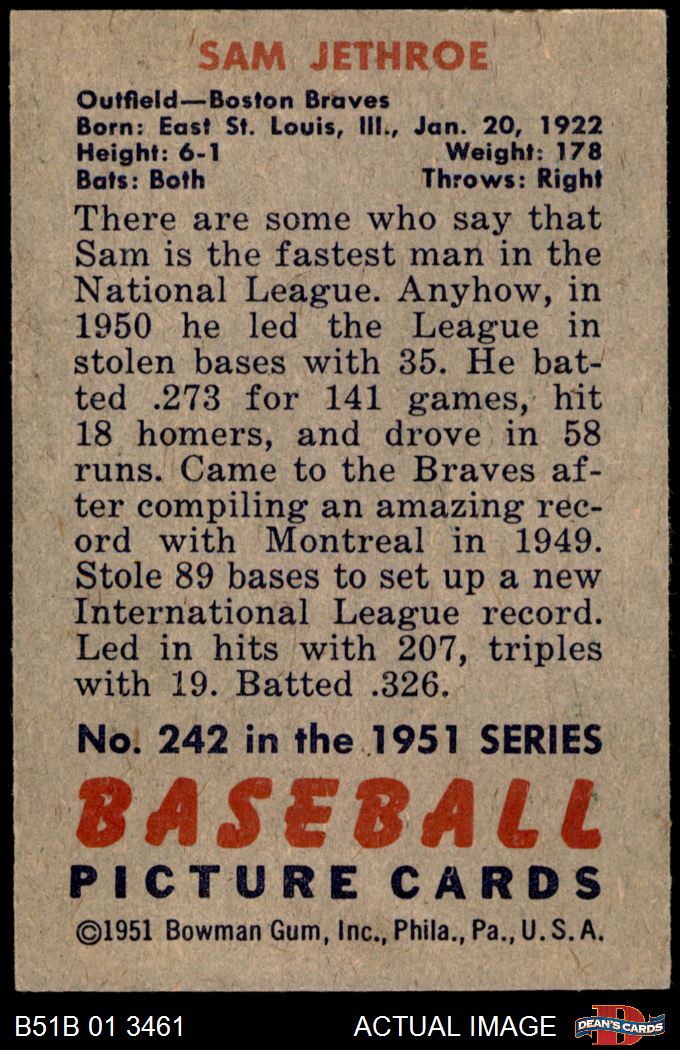 SAM JETHROE
Outfield—Boston Braves
Born: East St. Louis, Ill., Jan. 20, 1922
Height: 6-1 Weight: 178
Bats: Both Throws: Right
There are some who say that
Sam is the fastest man in the
National League. Anyhow, in
1950 he led the League in
stolen bases with 35. He bat-
ted .273 for 141 games, hit
18 homers, and drove in 58
runs. Came to the Braves af-
ter compiling an amazing rec-
ord with Montreal in 1949.
Stole 89 bases to set up a new
International League record.
Led in hits with 207, triples
with 19. Batted .326.
No. 242 in the 1951 SERIES
BASEBALL
PICTURE CARDS
©1951 Bowman Gum, Inc., Phila., Pa., U.S.A.
B51B 01 3461 ACTUAL IMAGE D DEAN'S CARDS